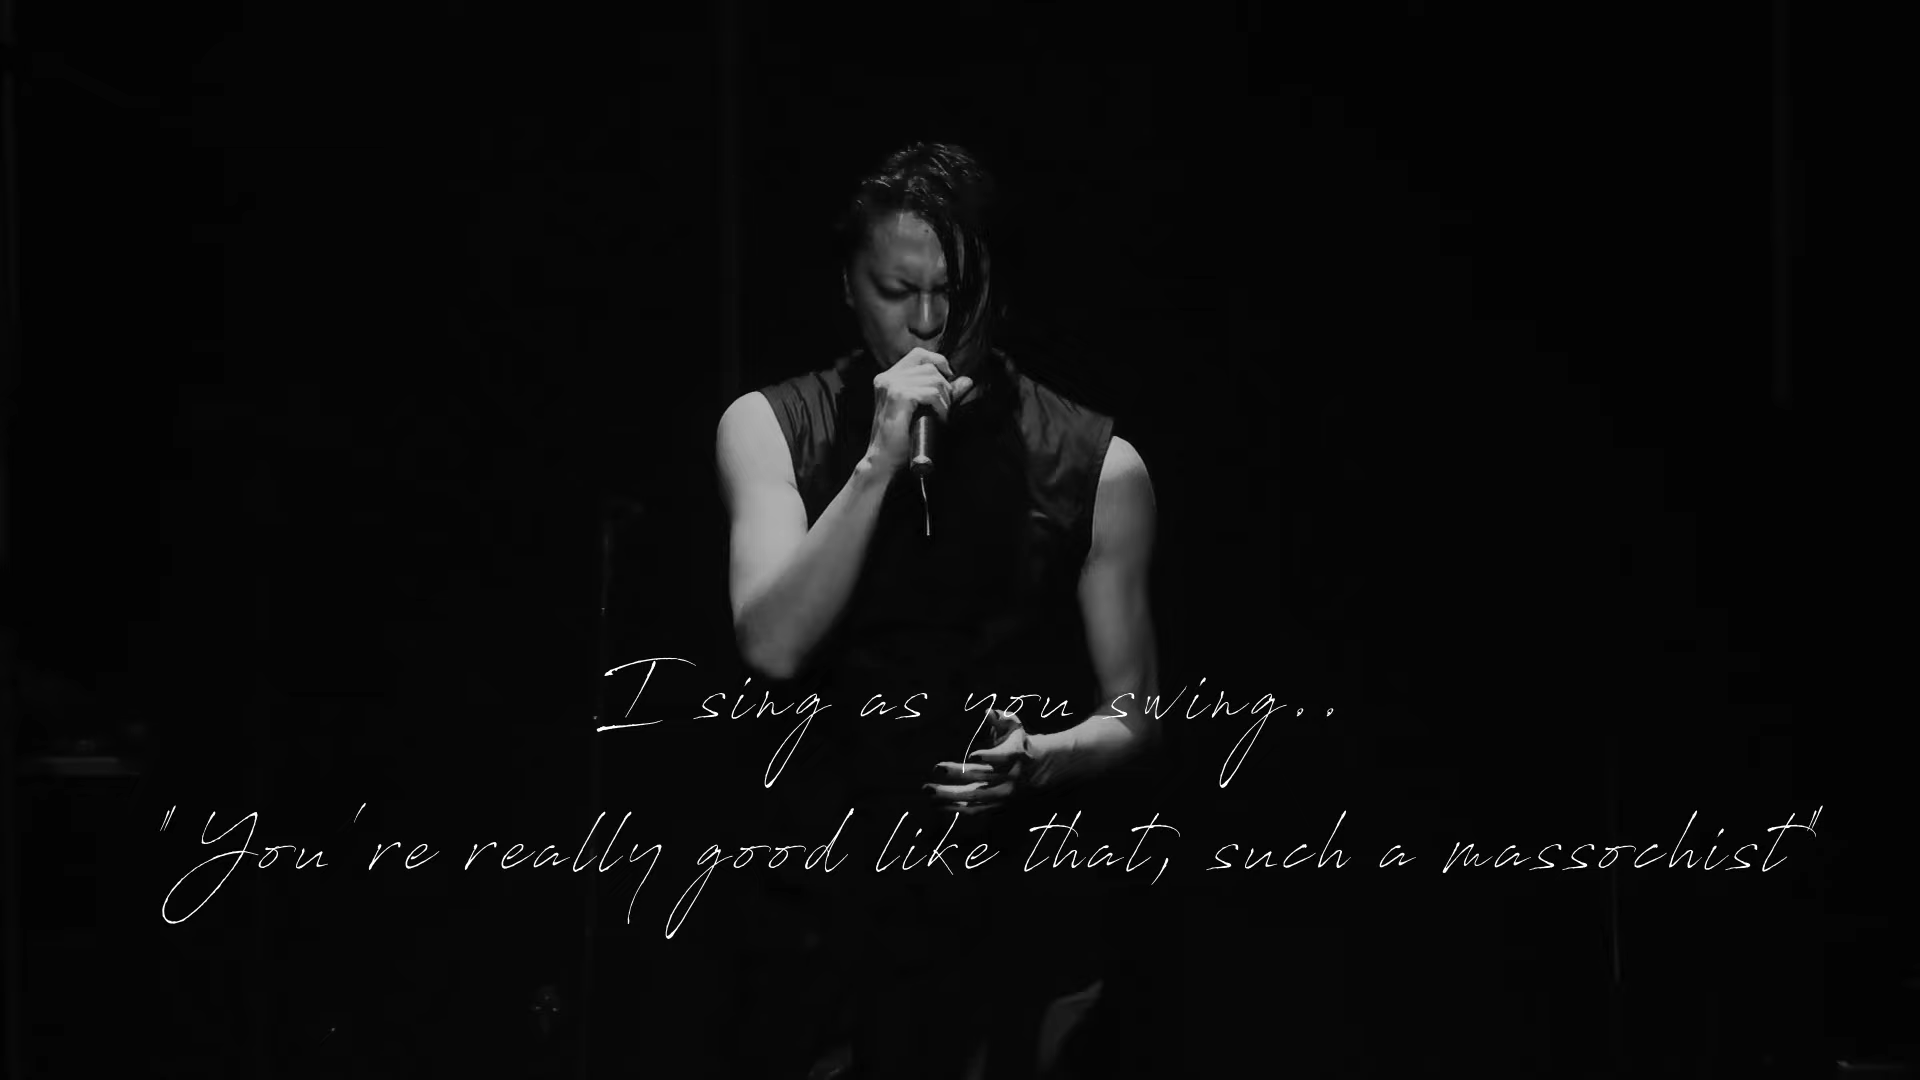 I sing as you swing..
"You're really good like that, such a massochist"